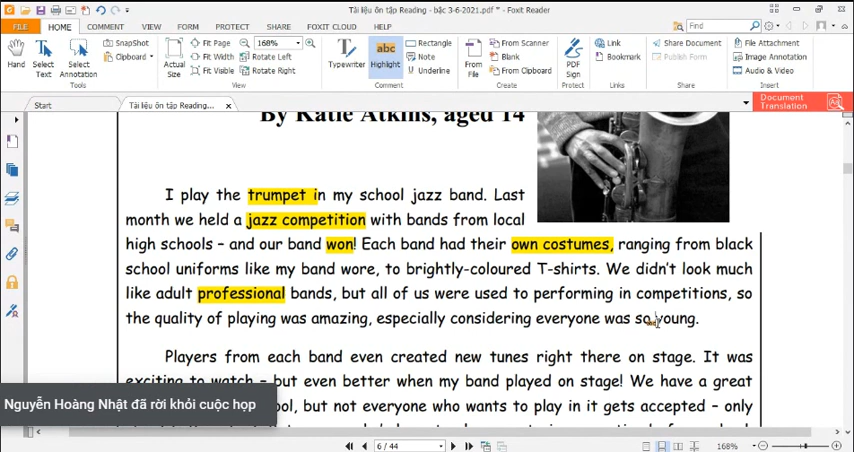 Tài liệu ôn tập Reading - bậc 3-6-2021.pdf * - Foxit Reader
FILE HOME COMMENT VIEW FORM PROTECT SHARE FOXIT CLOUD HELP
Find
Hand
Select Text
Select Annotation
SnapShot
Clipboard
Tools
Actual Size
Fit Page
Fit Width
Fit Visible
168%
Rotate Left
Rotate Right
View
Typewriter
abc
Highlight
Rectangle
Note
Underline
Comment
From File
From Scanner
Blank
From Clipboard
Create
PDF Sign
Protect
Link
Bookmark
Links
Share Document
Publish Form
Share
File Attachment
Image Annotation
Audio & Video
Insert
Start
Tài liệu ôn tập Reading...
Document Translation
By Katie Atkins, aged 14
I play the trumpet in my school jazz band. Last
month we held a jazz competition with bands from local
high schools – and our band won! Each band had their own costumes, ranging from black
school uniforms like my band wore, to brightly-coloured T-shirts. We didn't look much
like adult professional bands, but all of us were used to performing in competitions, so
the quality of playing was amazing, especially considering everyone was so young.
Players from each band even created new tunes right there on stage. It was
exciting to watch – but even better when my band played on stage! We have a great
Nguyễn Hoàng Nhật đã rời khỏi cuộc họp
but not everyone who wants to play in it gets accepted – only
6 / 44
168%